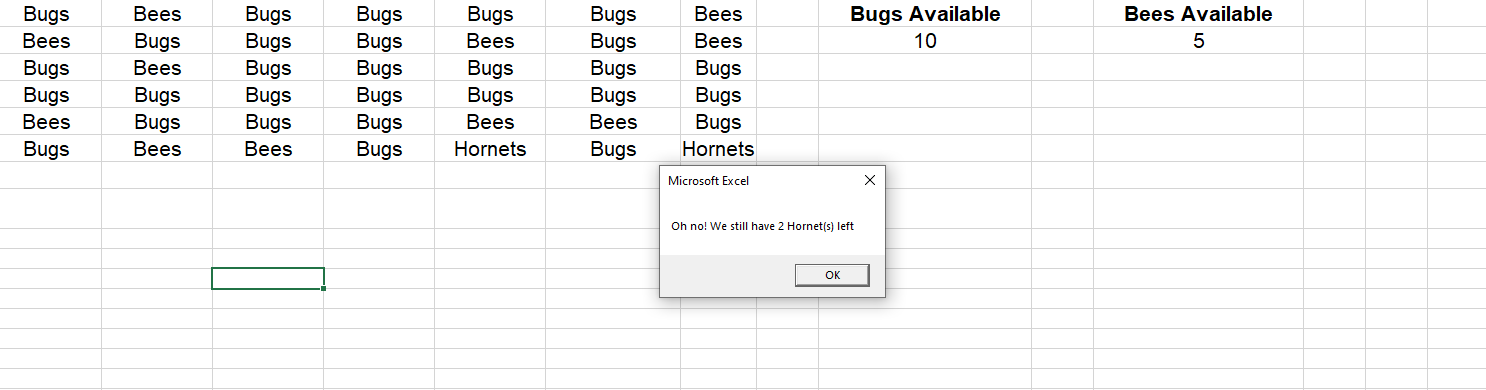 Bugs Bees Bugs Bugs Bugs Bugs Bees Bugs Available Bees Available
Bees Bugs Bugs Bugs Bees Bugs Bees 10 5
Bugs Bees Bugs Bugs Bugs Bugs Bugs
Bugs Bugs Bugs Bugs Bugs Bugs Bugs
Bees Bugs Bugs Bugs Bees Bees Bugs
Bugs Bees Bees Bugs Hornets Bugs Hornets
Microsoft Excel
Oh no! We still have 2 Hornet(s) left
OK